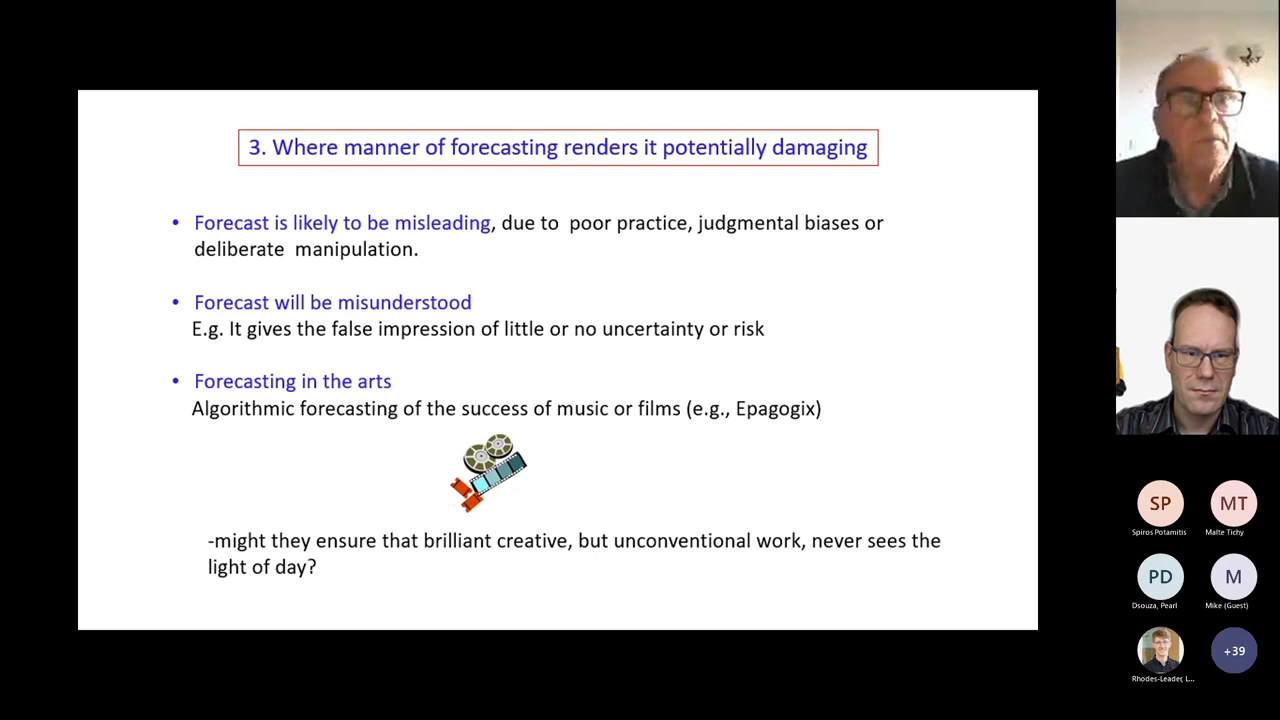 3. Where manner of forecasting renders it potentially damaging
• Forecast is likely to be misleading, due to poor practice, judgmental biases or
deliberate manipulation.
• Forecast will be misunderstood
E.g. It gives the false impression of little or no uncertainty or risk
• Forecasting in the arts
Algorithmic forecasting of the success of music or films (e.g., Epagogix)
-might they ensure that brilliant creative, but unconventional work, never sees the
light of day?
SP
MT
Spiros Potamitis
Malte Tichy
PD
M
Dsouza, Pearl
Mike (Guest)
+39
Rhodes-Leader, L...